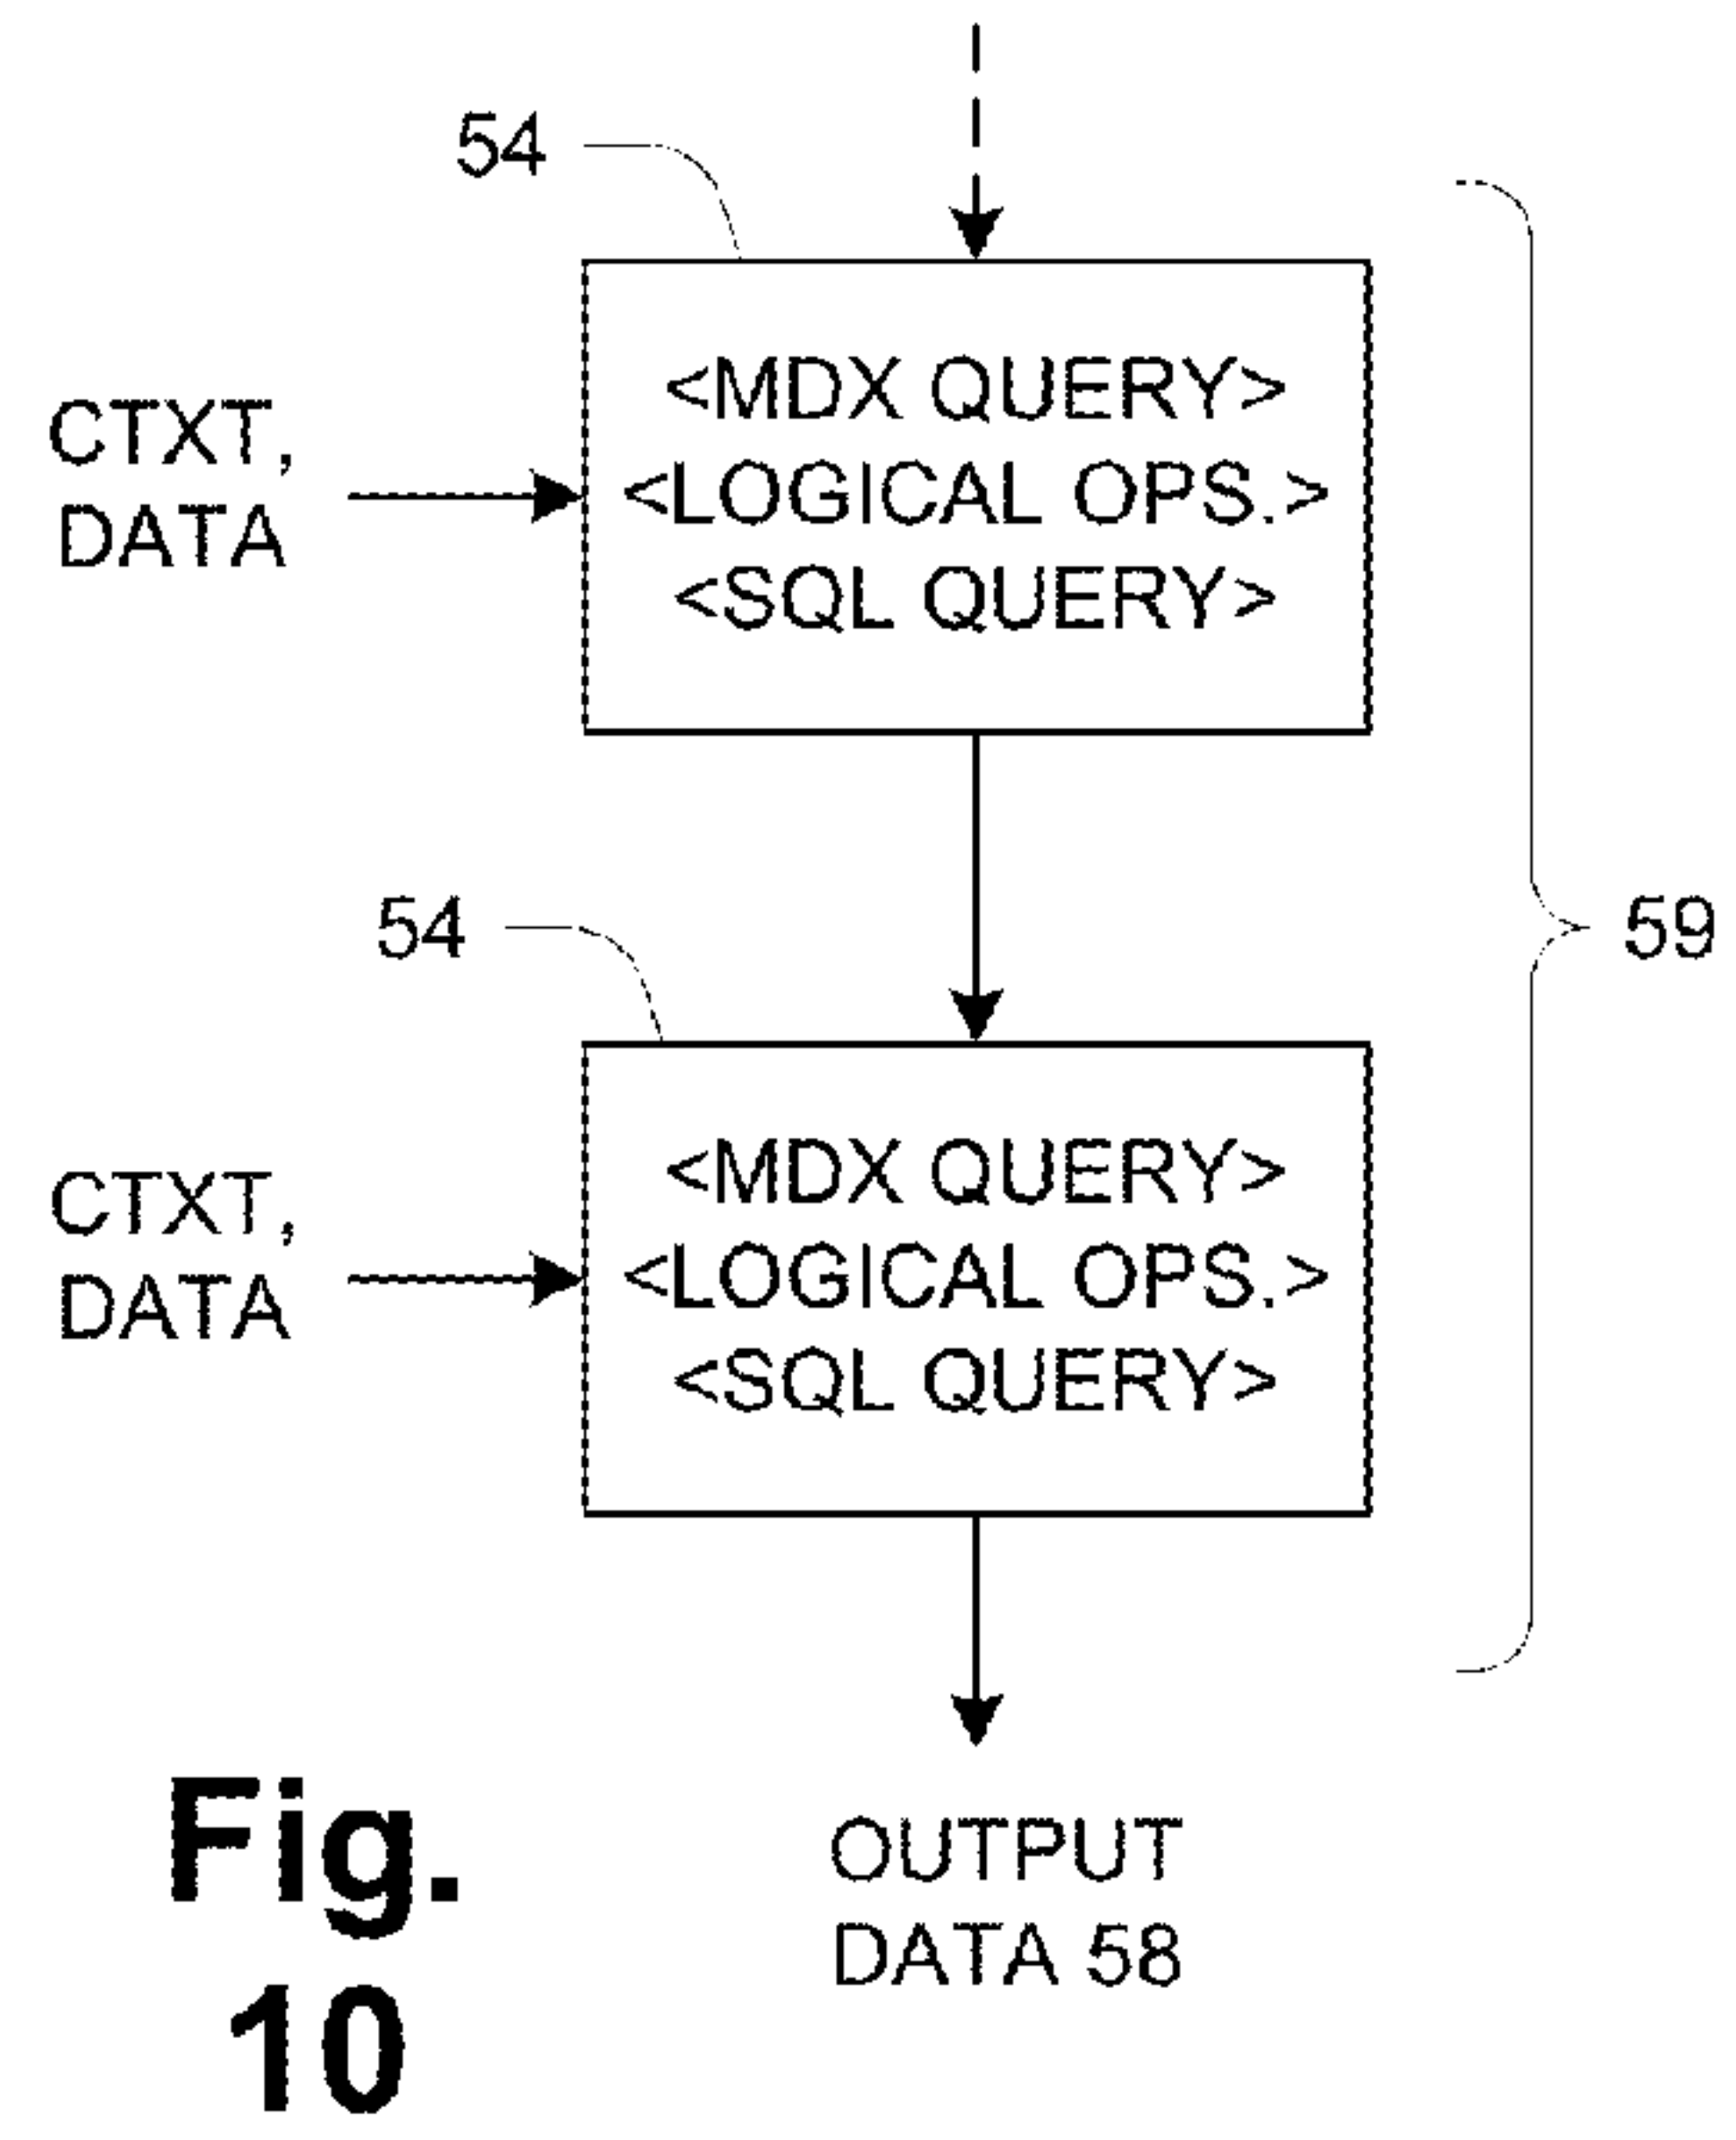 54
<MDX QUERY>
CTXT,
<LOGICAL OPS.>
DATA
<SQL QUERY>
54
59
<MDX QUERY>
CTXT,
<LOGICAL OPS.>
DATA
<SQL QUERY>
OUTPUT
DATA 58
Fig.
10